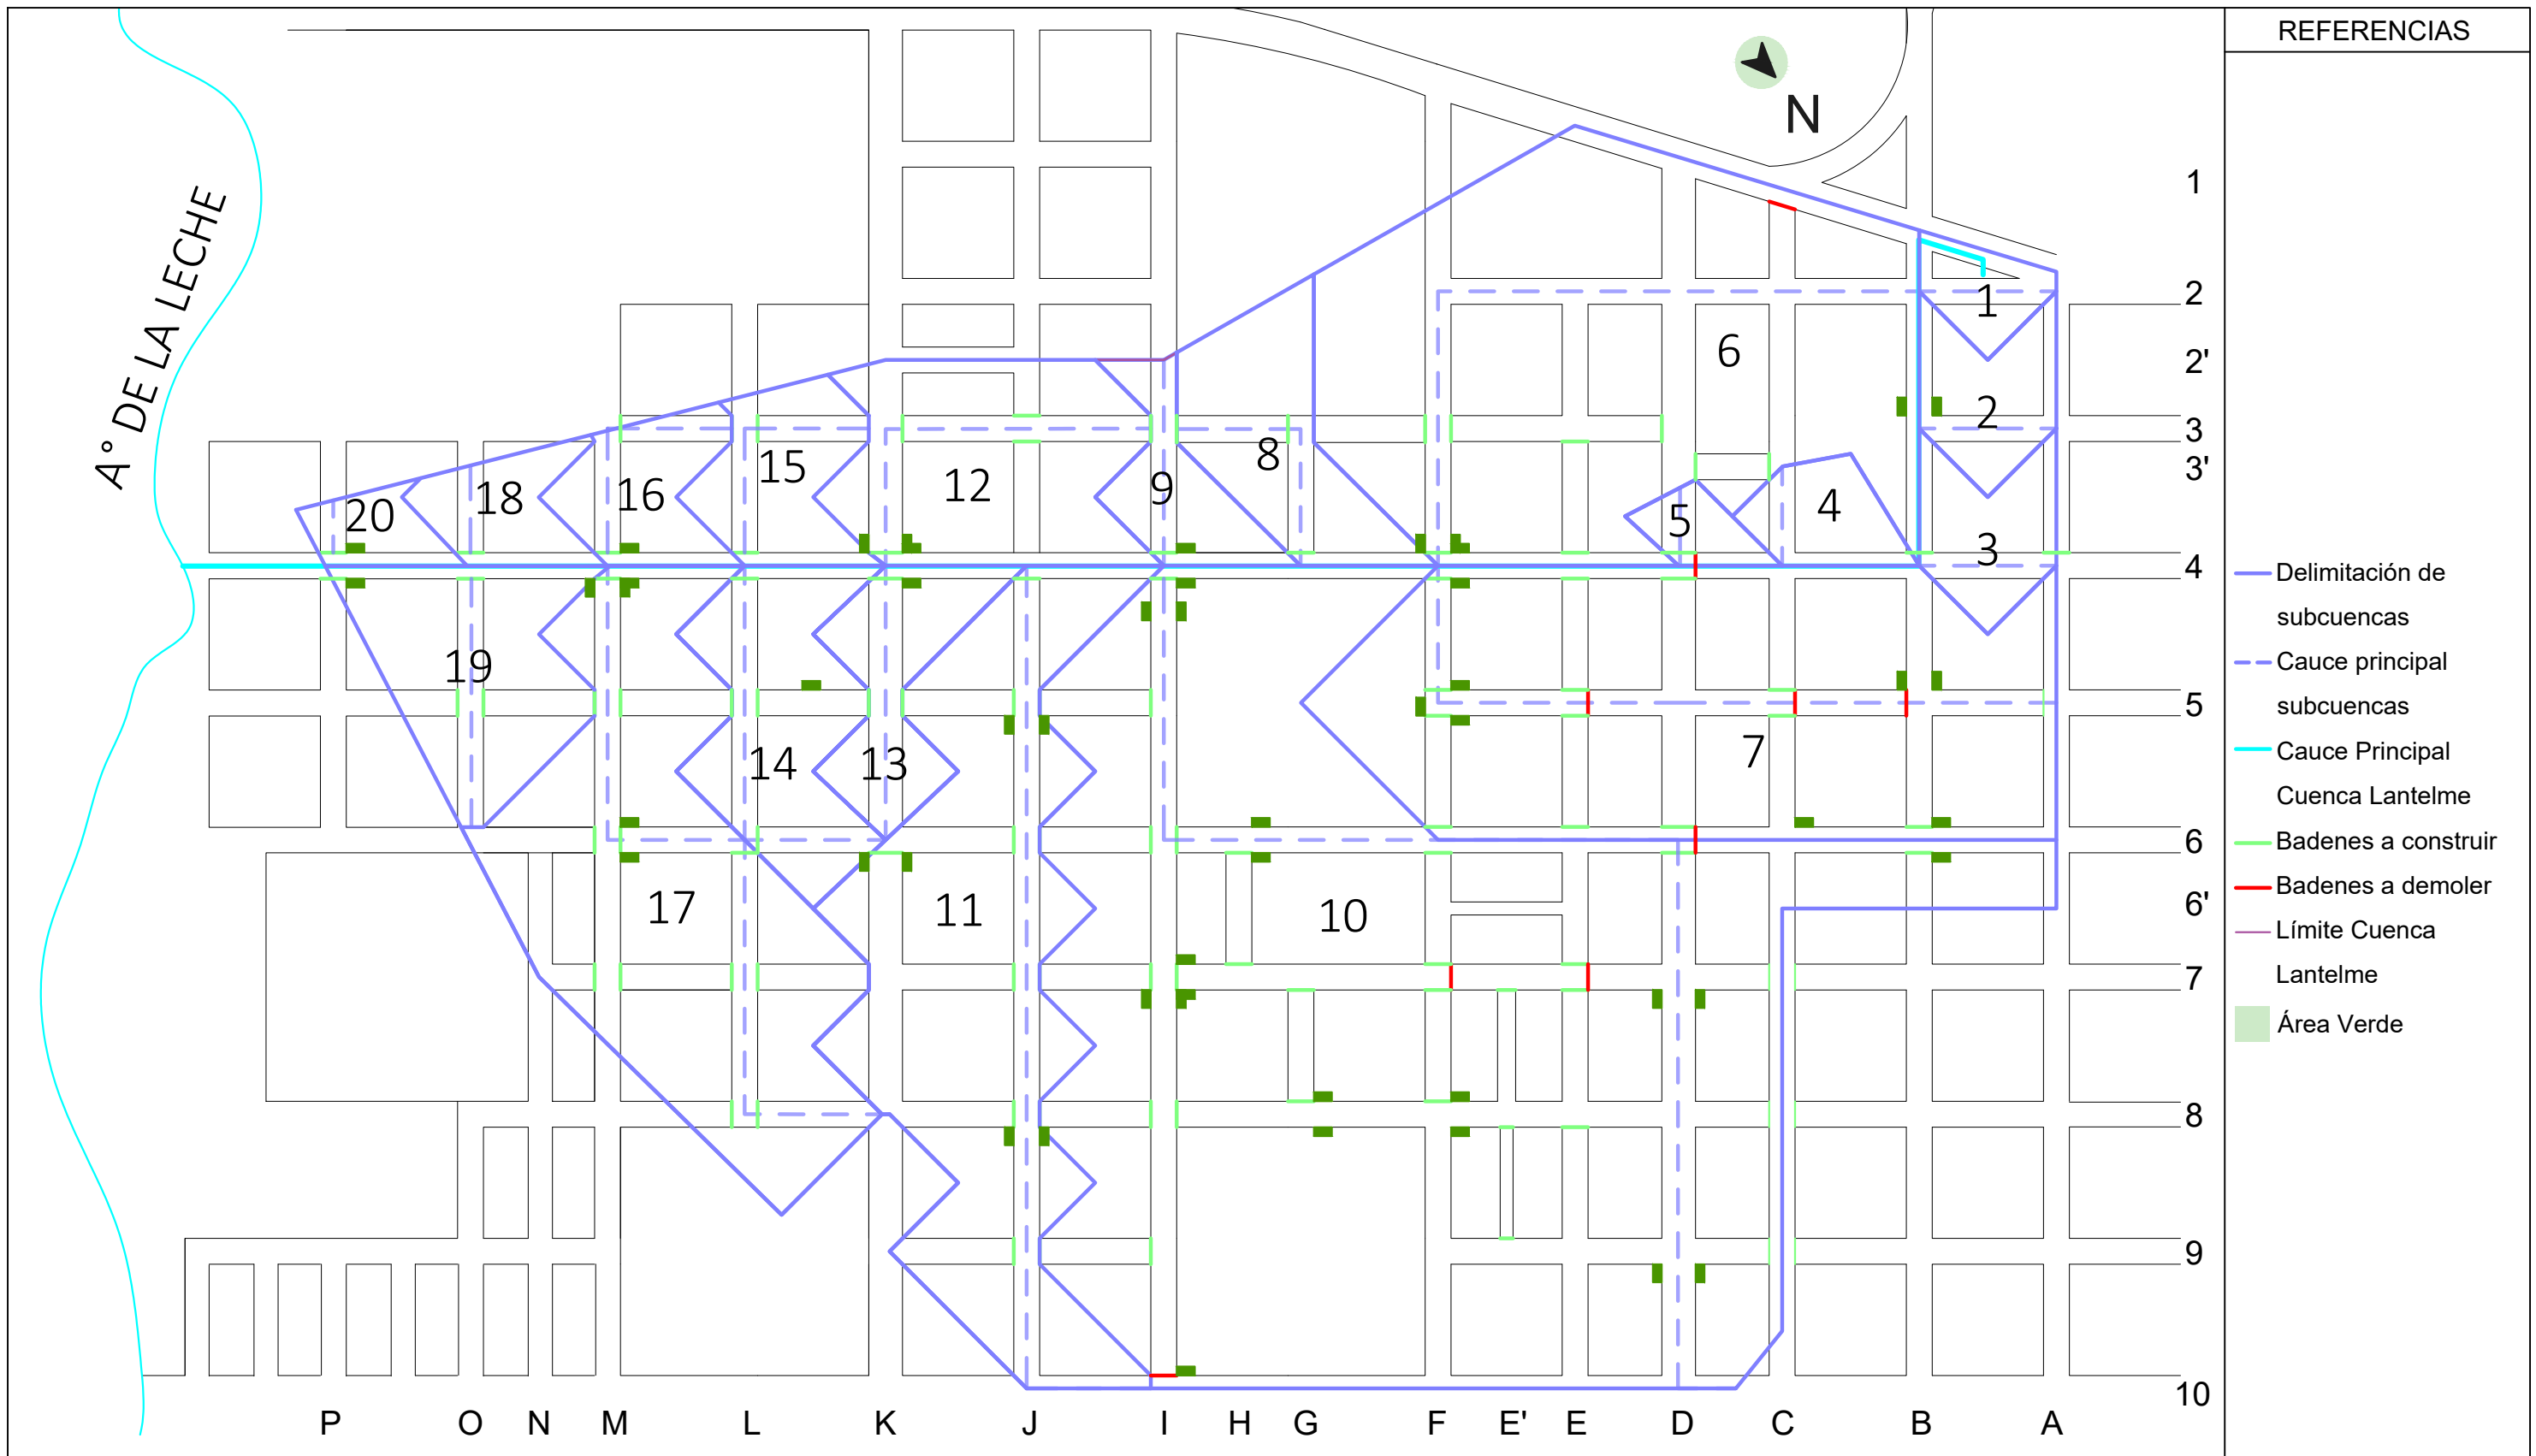 REFERENCIAS
N
1
A° DE LA LECHE
1
2
2'
6
2
3
8
15
3'
12
9
18
16
20
4
5
3
4
Delimitación de
subcuencas
19
Cauce principal
subcuencas
5
14
13
7
Cauce Principal
Cuenca Lantelme
6
Badenes a construir
Badenes a demoler
17
11
10
6'
Límite Cuenca
Lantelme
7
Área Verde
8
9
10
P O N M L K J I H G F E' E D C B A